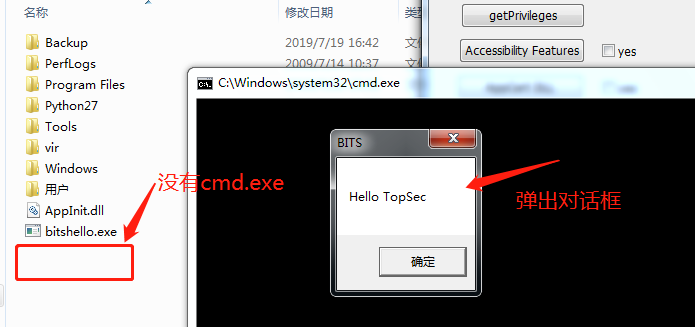 名称
修改日期
文
getPrivileges
Backup
2019/7/19 16:42
文
Accessibility Features
yes
PerfLogs
2009/7/14 10:37
Program Files
C:\Windows\system32\cmd.exe
Python27
Tools
BITS
vir
Windows
没有cmd.exe
Hello TopSec
弹出对话框
用户
AppInit.dll
bitshello.exe
确定